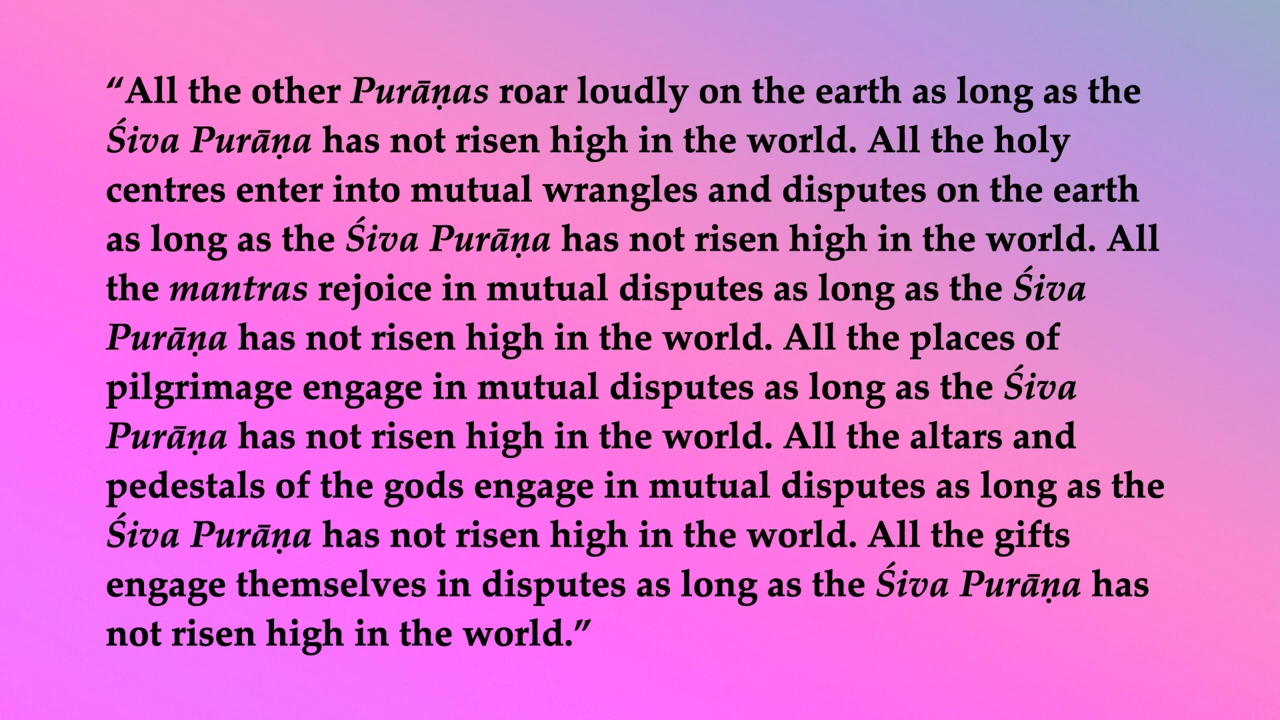 “All the other Purāṇas roar loudly on the earth as long as the
Śiva Purāṇa has not risen high in the world. All the holy
centres enter into mutual wrangles and disputes on the earth
as long as the Śiva Purāṇa has not risen high in the world. All
the mantras rejoice in mutual disputes as long as the Śiva
Purāṇa has not risen high in the world. All the places of
pilgrimage engage in mutual disputes as long as the Śiva
Purāṇa has not risen high in the world. All the altars and
pedestals of the gods engage in mutual disputes as long as the
Śiva Purāṇa has not risen high in the world. All the gifts
engage themselves in disputes as long as the Śiva Purāṇa has
not risen high in the world.”